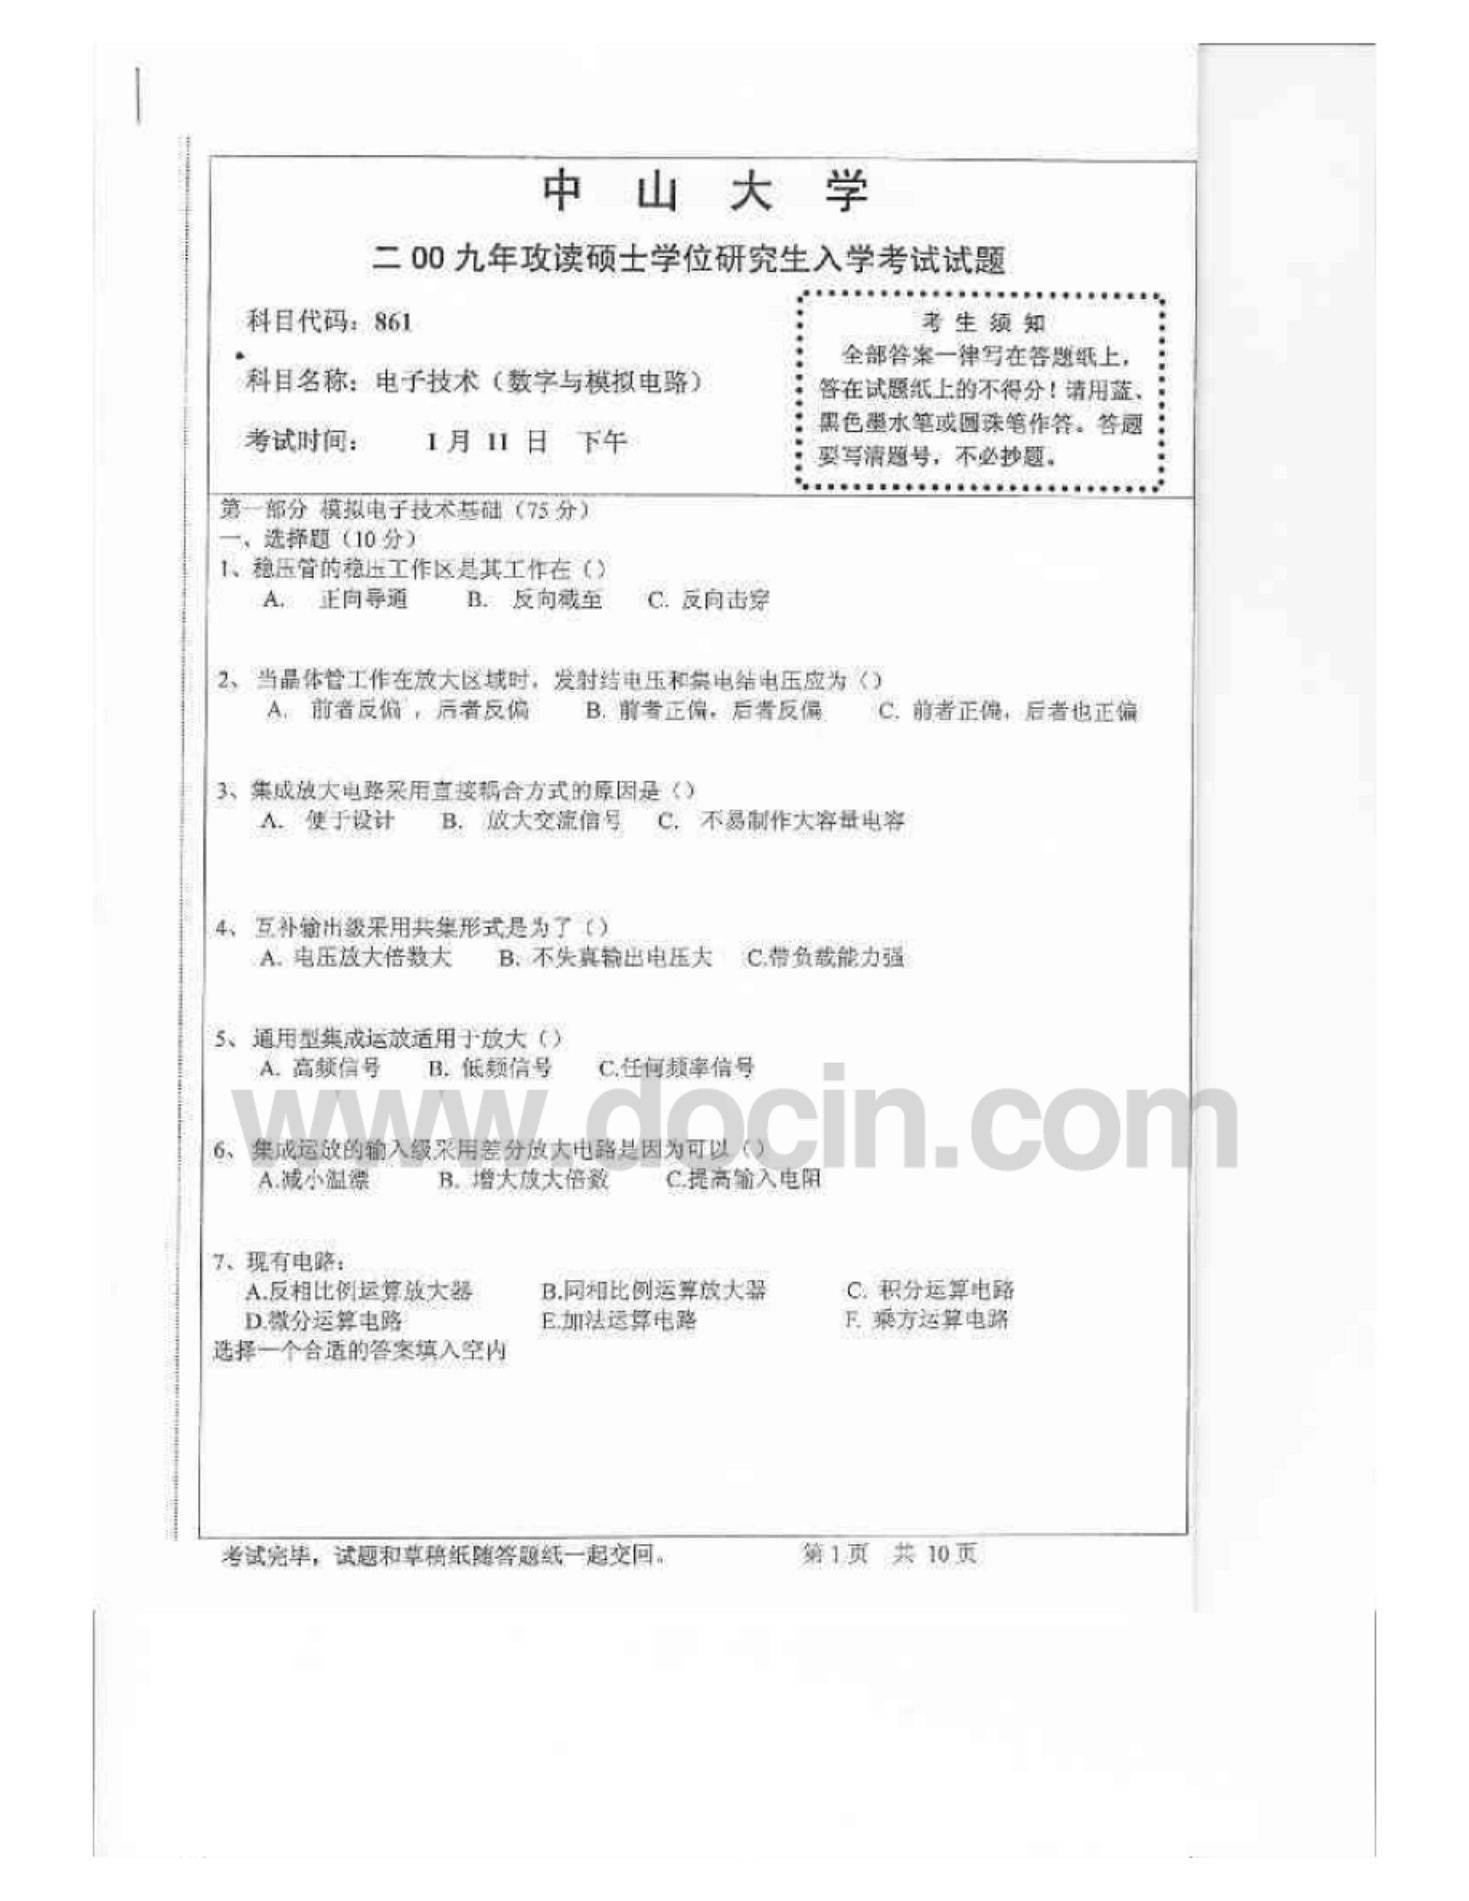 中 山 大 学
二00九年攻读硕士学位研究生入学考试试题
科目代码：861
科目名称：电子技术（数字与模拟电路）
考试时间： 1 月 11 日 下午
考 生 须 知
全部答案一律写在答题纸上，
答在试题纸上的不得分！请用蓝、
黑色墨水笔或圆珠笔作答。答题
要写清题号，不必抄题。
第一部分 模拟电子技术基础（75 分）
一、选择题（10 分）
1、稳压管的稳压工作区是其工作在（）
A. 正向导通 B. 反向截至 C. 反向击穿
2、当晶体管工作在放大区域时，发射结电压和集电结电压应为（）
A. 前者反偏 ，后者反偏 B. 前者正偏，后者反偏 C. 前者正偏，后者也正偏
3、集成放大电路采用直接耦合方式的原因是（）
A. 便于设计 B. 放大交流信号 C. 不易制作大容量电容
4、互补输出级采用共集形式是为了（）
A. 电压放大倍数大 B. 不失真输出电压大 C.带负载能力强
5、通用型集成运放适用于放大（）
A. 高频信号 B. 低频信号 C.任何频率信号
www.docin.com
6、集成运放的输入级采用差分放大电路是因为可以（）
A.减小温漂 B. 增大放大倍数 C.提高输入电阻
7、现有电路：
A.反相比例运算放大器 B.同相比例运算放大器 C. 积分运算电路
D.微分运算电路 E.加法运算电路 F. 乘方运算电路
选择一个合适的答案填入空内
考试完毕，试题和草稿纸随答题纸一起交回。 第 1 页 共 10 页